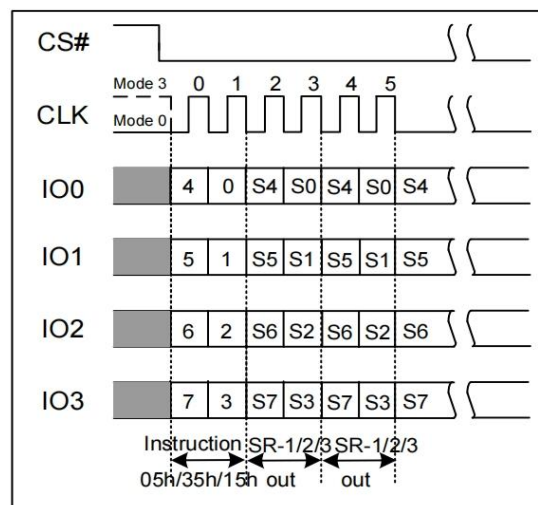 CS#
Mode 3
0 1 2 3 4 5
CLK
Mode 0
IO0 4 0 S4 S0 S4 S0 S4
IO1 5 1 S5 S1 S5 S1 S5
IO2 6 2 S6 S2 S6 S2 S6
IO3 7 3 S7 S3 S7 S3 S7
Instruction SR-1/2/3 SR-1/2/3
05h/35h/15h out out